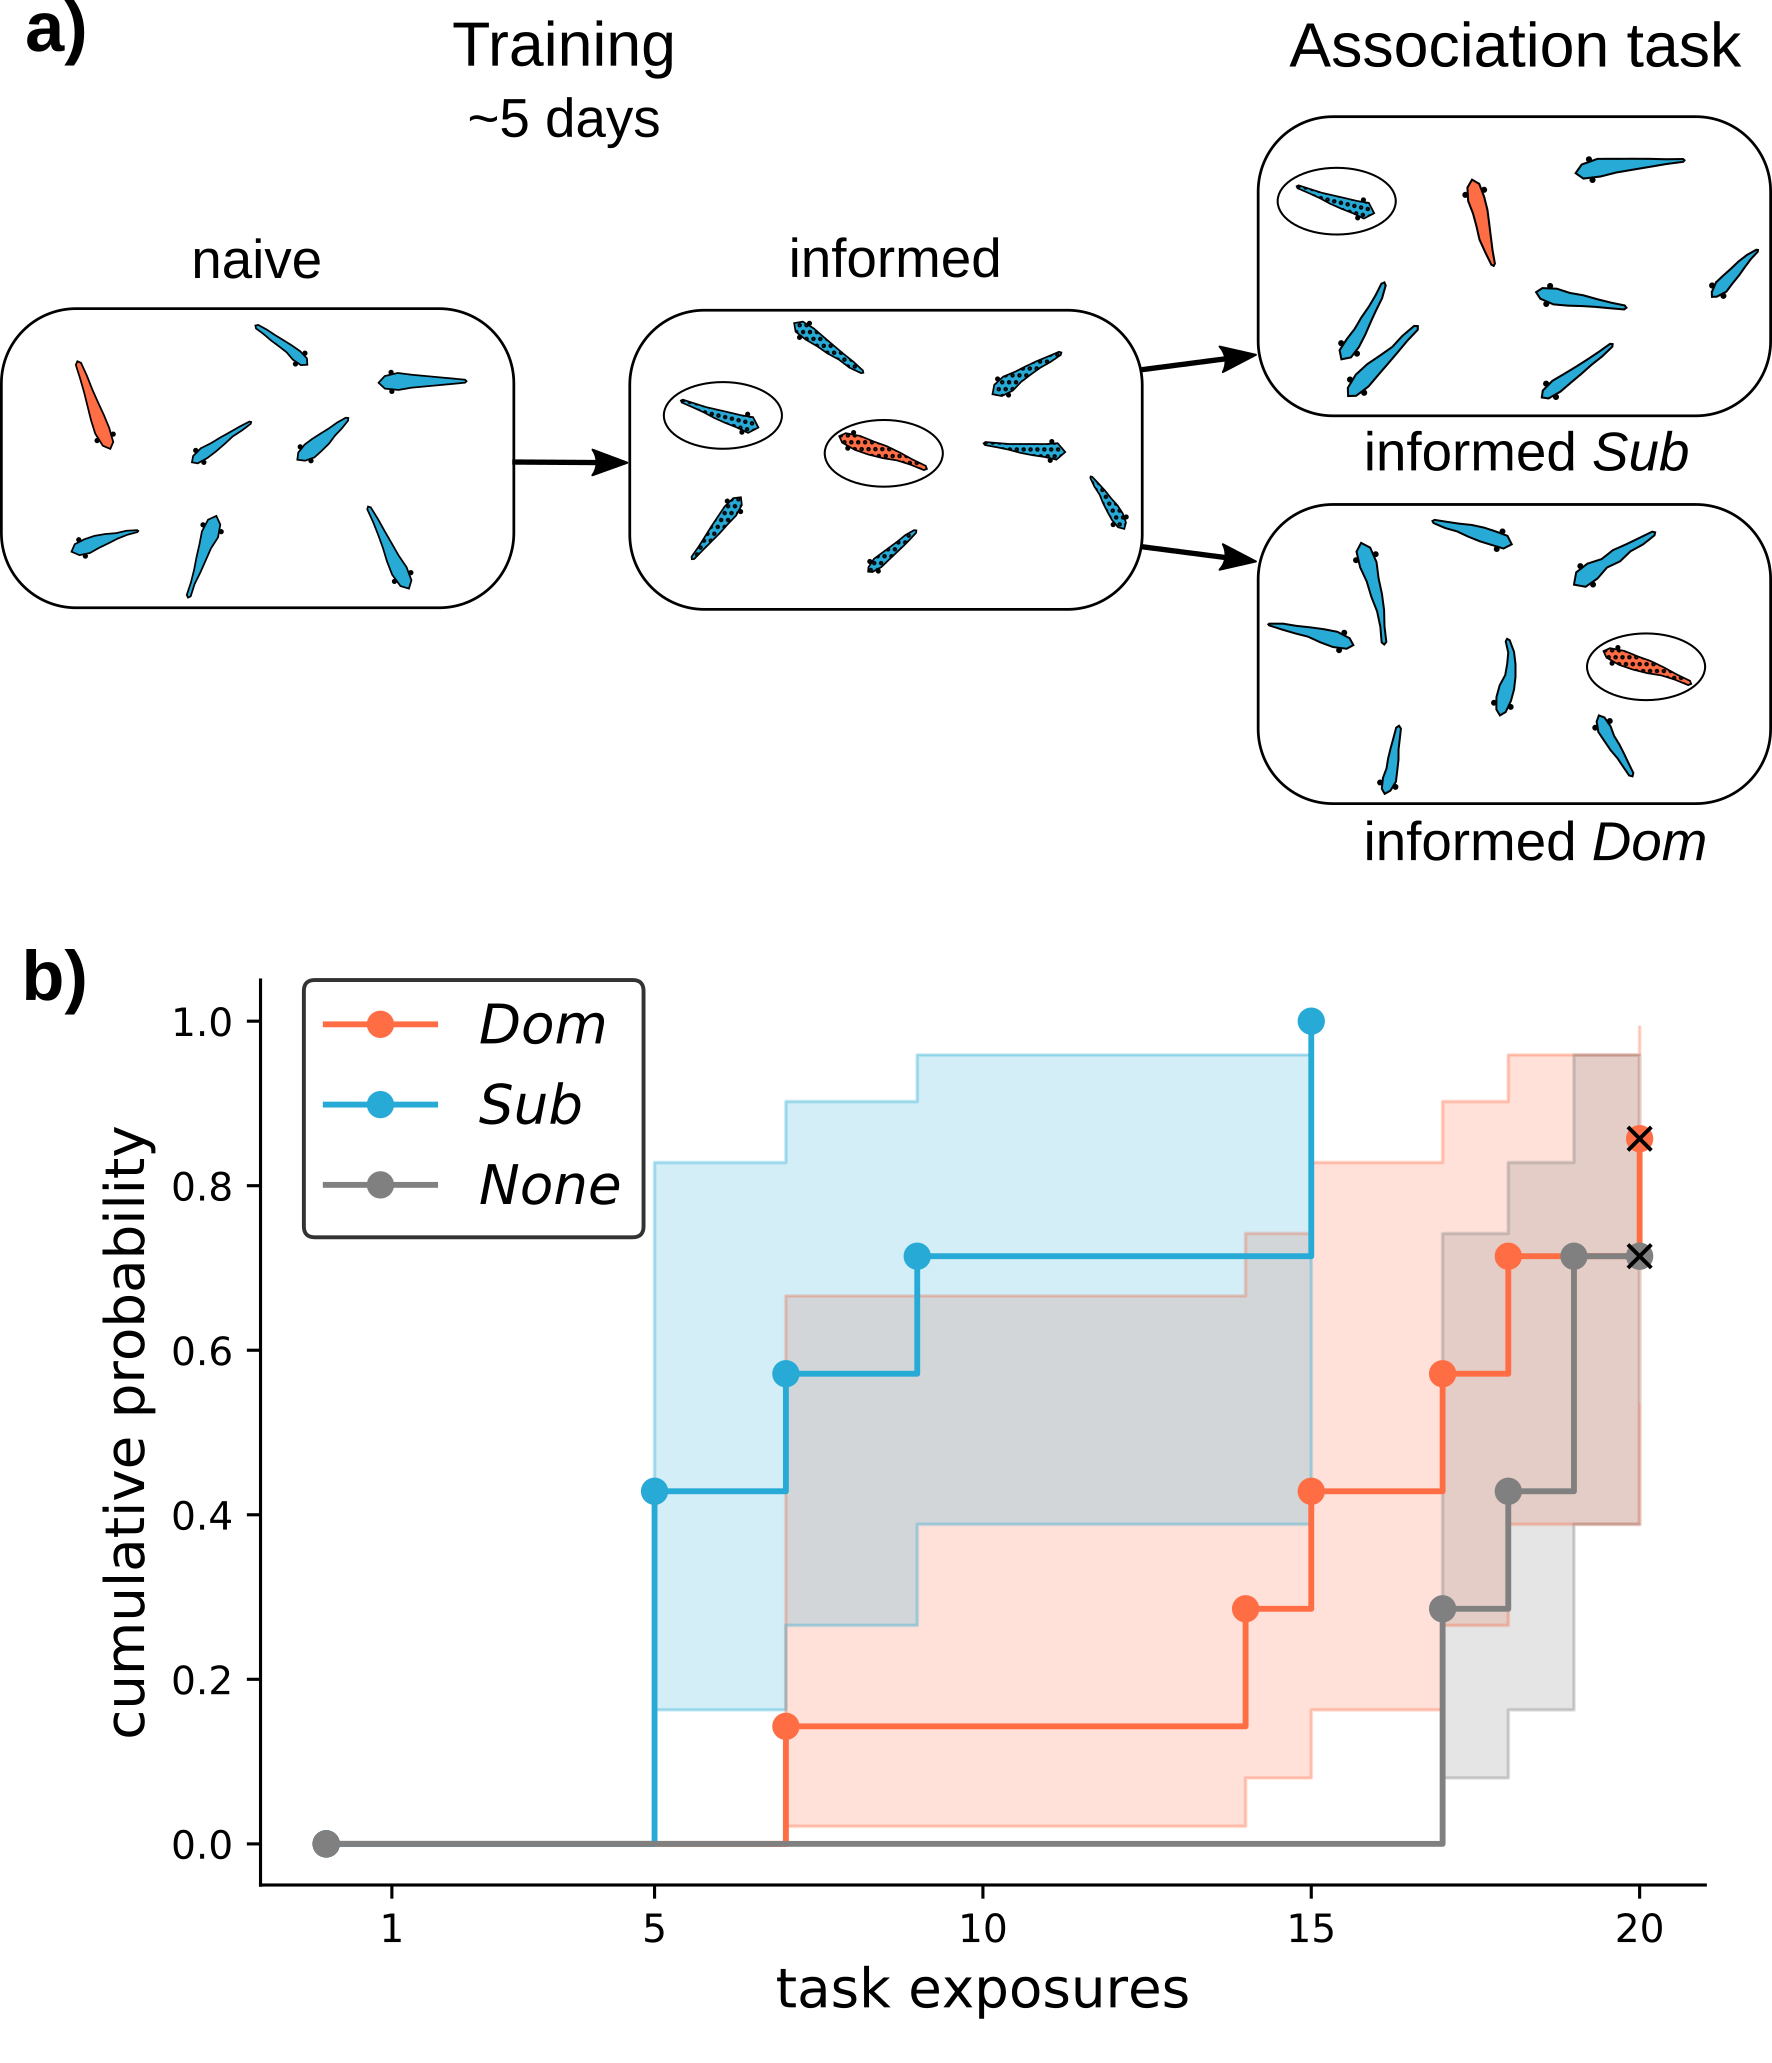 a)
Training
~5 days
Association task
naive
informed
informed Sub
informed Dom
b)
Dom
Sub
None
cumulative probability
1.0
0.8
0.6
0.4
0.2
0.0
1 5 10 15 20
task exposures